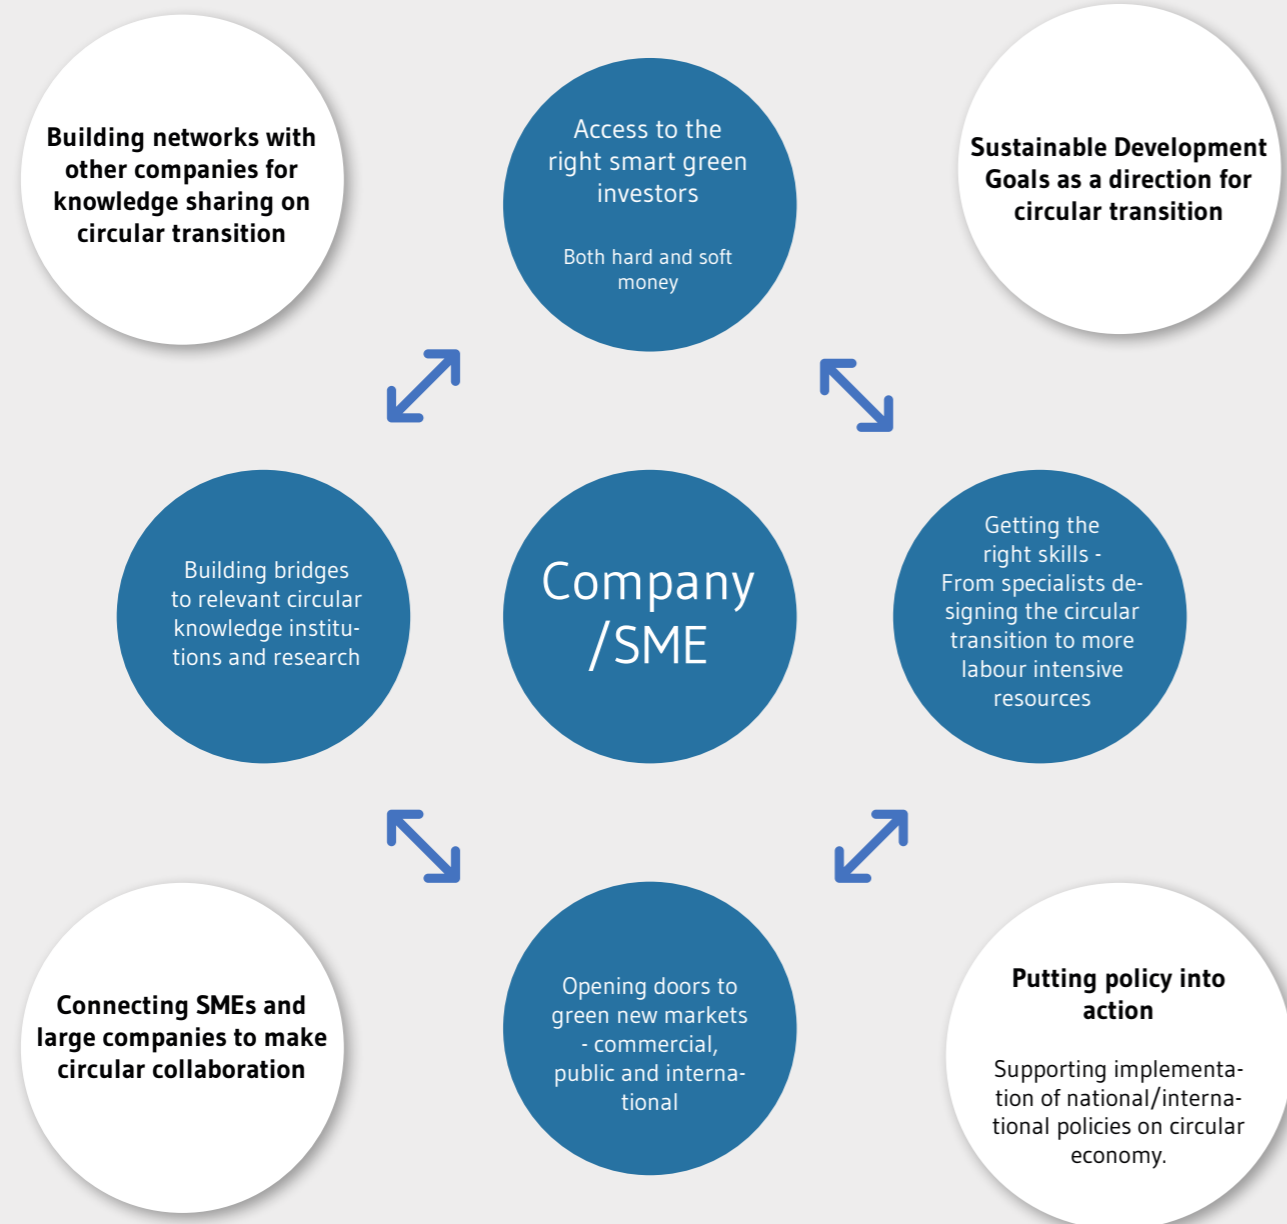 Building networks with
other companies for
knowledge sharing on
circular transition
Access to the
right smart green
investors
Both hard and soft
money
Sustainable Development
Goals as a direction for
circular transition
Building bridges
to relevant circular
knowledge institu-
tions and research
Company
/SME
Getting the
right skills -
From specialists de-
signing the circular
transition to more
labour intensive
resources
Connecting SMEs and
large companies to make
circular collaboration
Opening doors to
green new markets
- commercial,
public and interna-
tional
Putting policy into
action
Supporting implementa-
tion of national/interna-
tional policies on circular
economy.